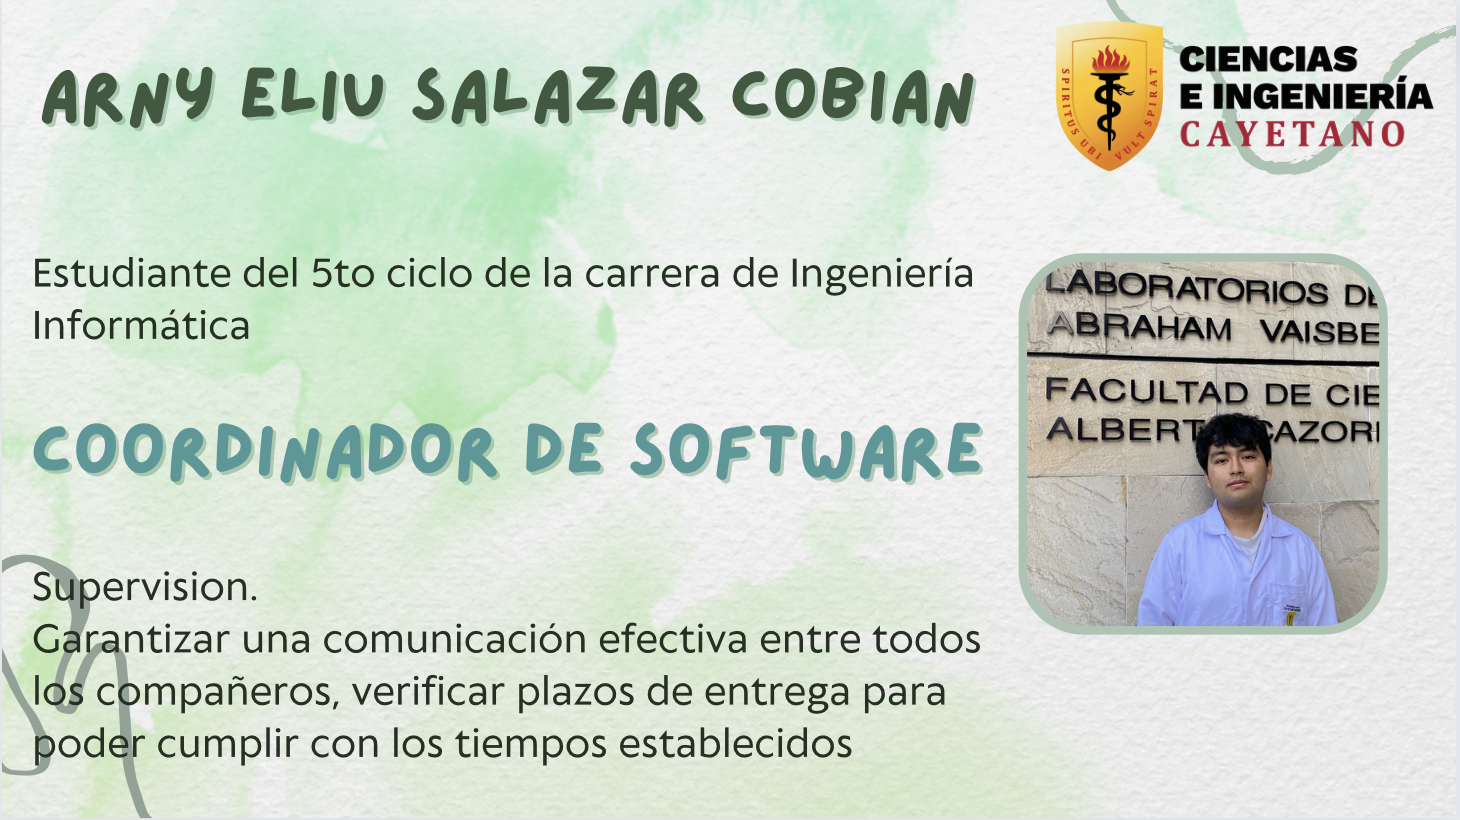 ARNY ELIU SALAZAR COBIAN
CIENCIAS
E INGENIERÍA
CAYETANO
SPIRITUS UBI VULT SPIRAT
Estudiante del 5to ciclo de la carrera de Ingeniería
Informática
LABORATORIOS DE
ABRAHAM VAISBE
FACULTAD DE CIE
ALBERT CAZOR
COORDINADOR DE SOFTWARE
Supervision.
Garantizar una comunicación efectiva entre todos
los compañeros, verificar plazos de entrega para
poder cumplir con los tiempos establecidos